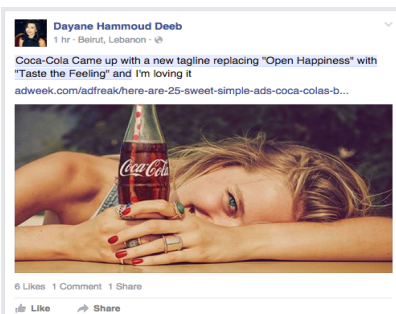 Dayane Hammoud Deeb
1 hr · Beirut, Lebanon ·
Coca-Cola Came up with a new tagline replacing "Open Happiness" with
"Taste the Feeling" and I'm loving it
adweek.com/adfreak/here-are-25-sweet-simple-ads-coca-colas-b...
Coca-Cola
6 Likes 1 Comment 1 Share
Like Share